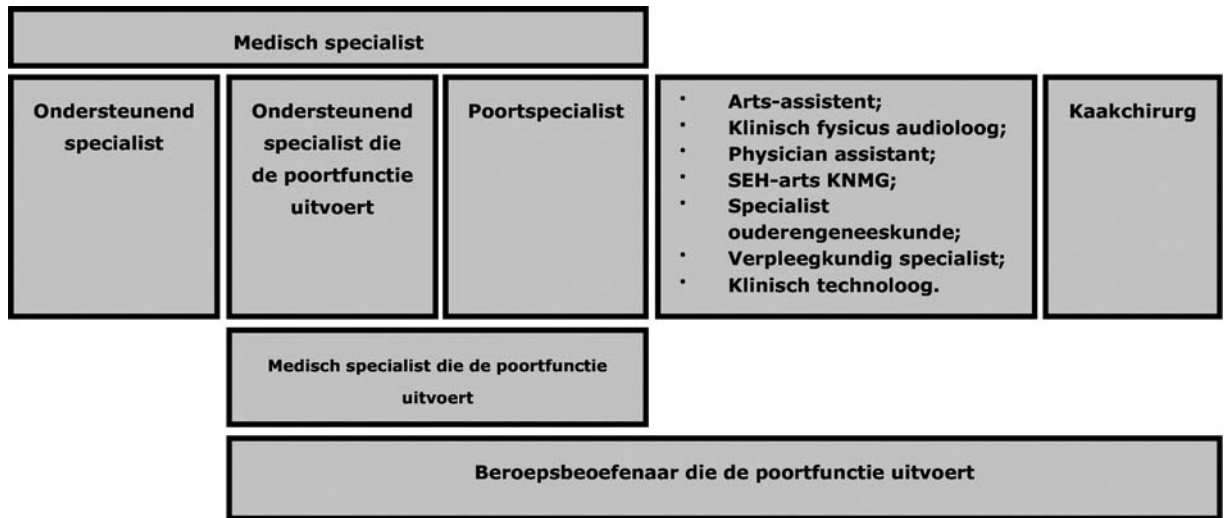 Medisch specialist
Ondersteunend
specialist
Ondersteunend
specialist die
de poortfunctie
uitvoert
Poortspecialist
· Arts-assistent;
· Klinisch fysicus audioloog;
· Physician assistant;
· SEH-arts KNMG;
· Specialist
ouderengeneeskunde;
· Verpleegkundig specialist;
· Klinisch technoloog.
Kaakchirurg
Medisch specialist die de poortfunctie
uitvoert
Beroepsbeoefenaar die de poortfunctie uitvoert